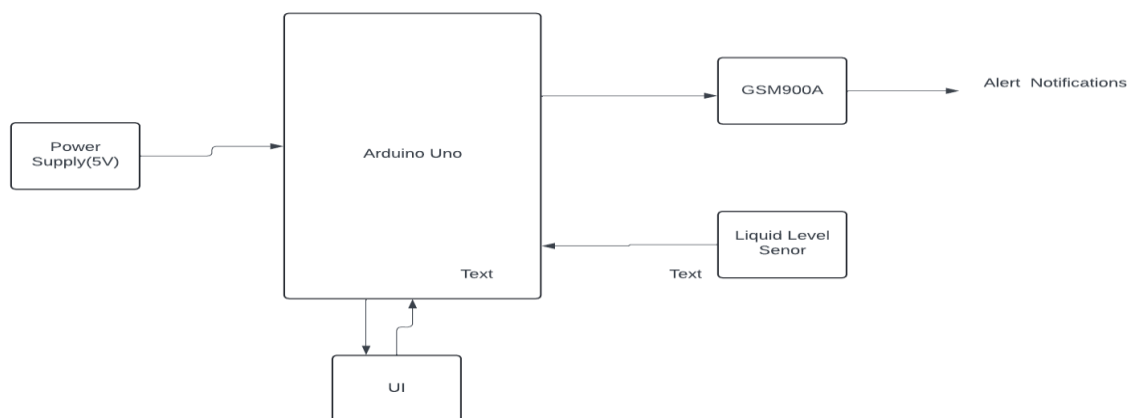 GSM900A
Alert Notifications
Power
Supply(5V)
Arduino Uno
Liquid Level
Senor
Text
Text
UI